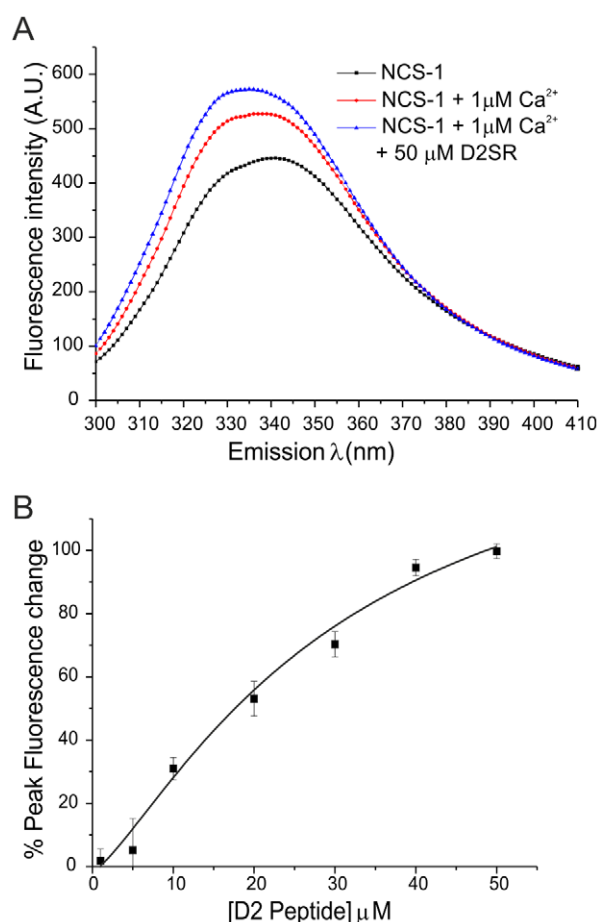 A
NCS-1
NCS-1 + 1μM Ca²⁺
NCS-1 + 1μM Ca²⁺
+ 50 μM D2SR
Fluorescence intensity (A.U.)
600
500
400
300
200
100
0
300 310 320 330 340 350 360 370 380 390 400 410
Emission λ(nm)
B
% Peak Fluorescence change
100
80
60
40
20
0
0 10 20 30 40 50
[D2 Peptide] μM